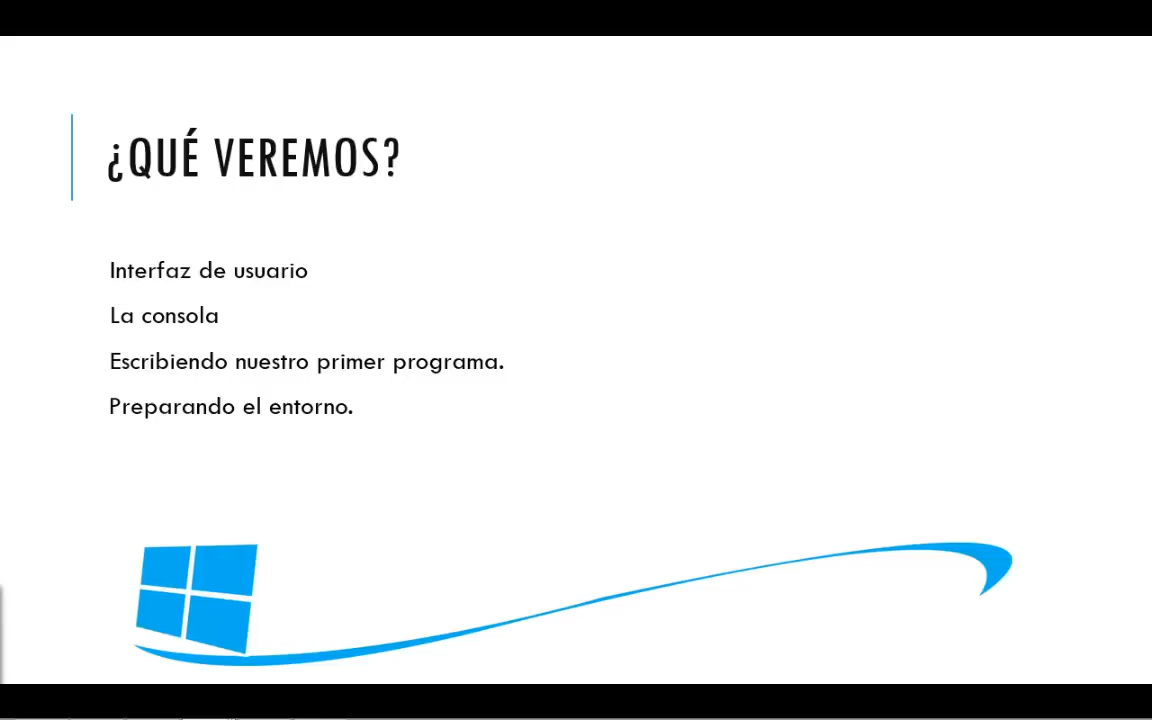 ¿QUÉ VEREMOS?
Interfaz de usuario
La consola
Escribiendo nuestro primer programa.
Preparando el entorno.